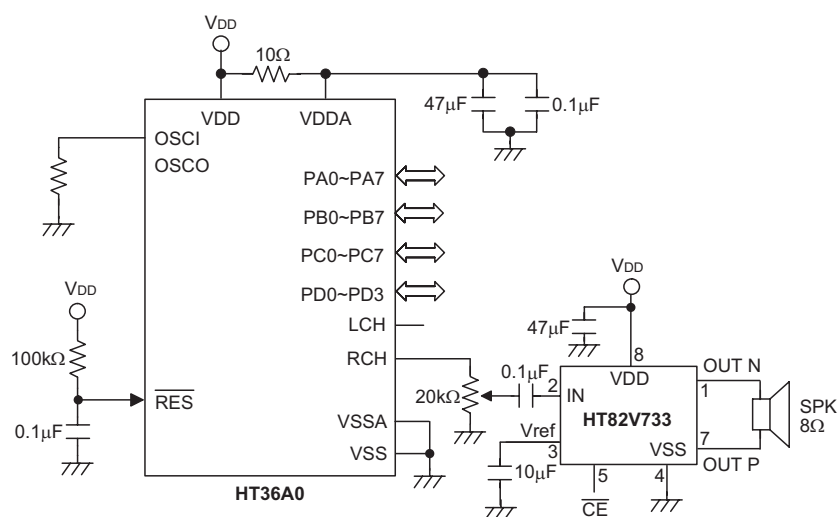 VDD
10Ω
47μF
0.1μF
VDD
VDDA
OSCI
OSCO
PA0~PA7
PB0~PB7
PC0~PC7
PD0~PD3
LCH
RCH
VDD
100kΩ
RES
0.1μF
VSSA
VSS
HT36A0
20kΩ
0.1μF
VDD
47μF
8
VDD
OUT N
1
2
IN
HT82V733
SPK
8Ω
Vref
3
VSS
7
OUT P
10μF
5
4
CE